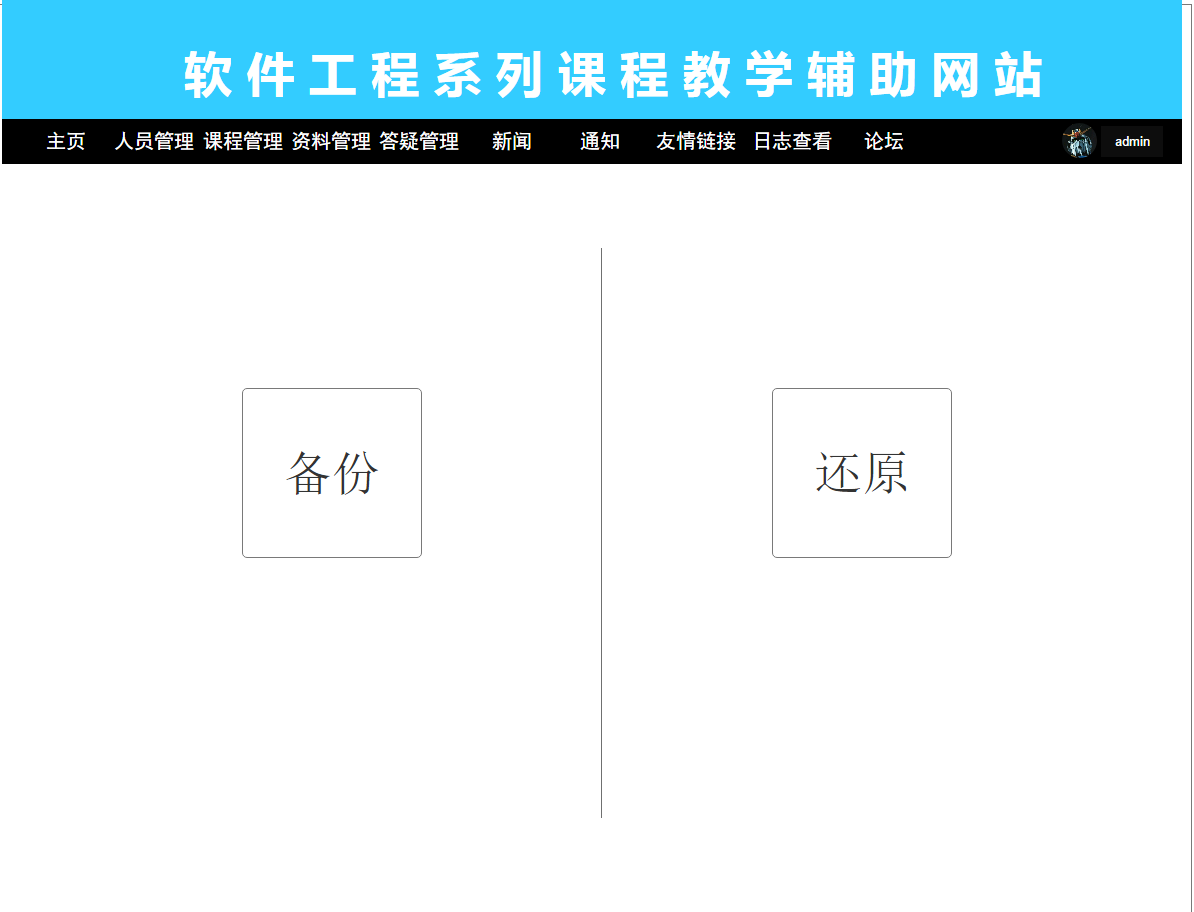 软件工程系列课程教学辅助网站
主页 人员管理 课程管理 资料管理 答疑管理 新闻 通知 友情链接 日志查看 论坛 admin
备份 还原